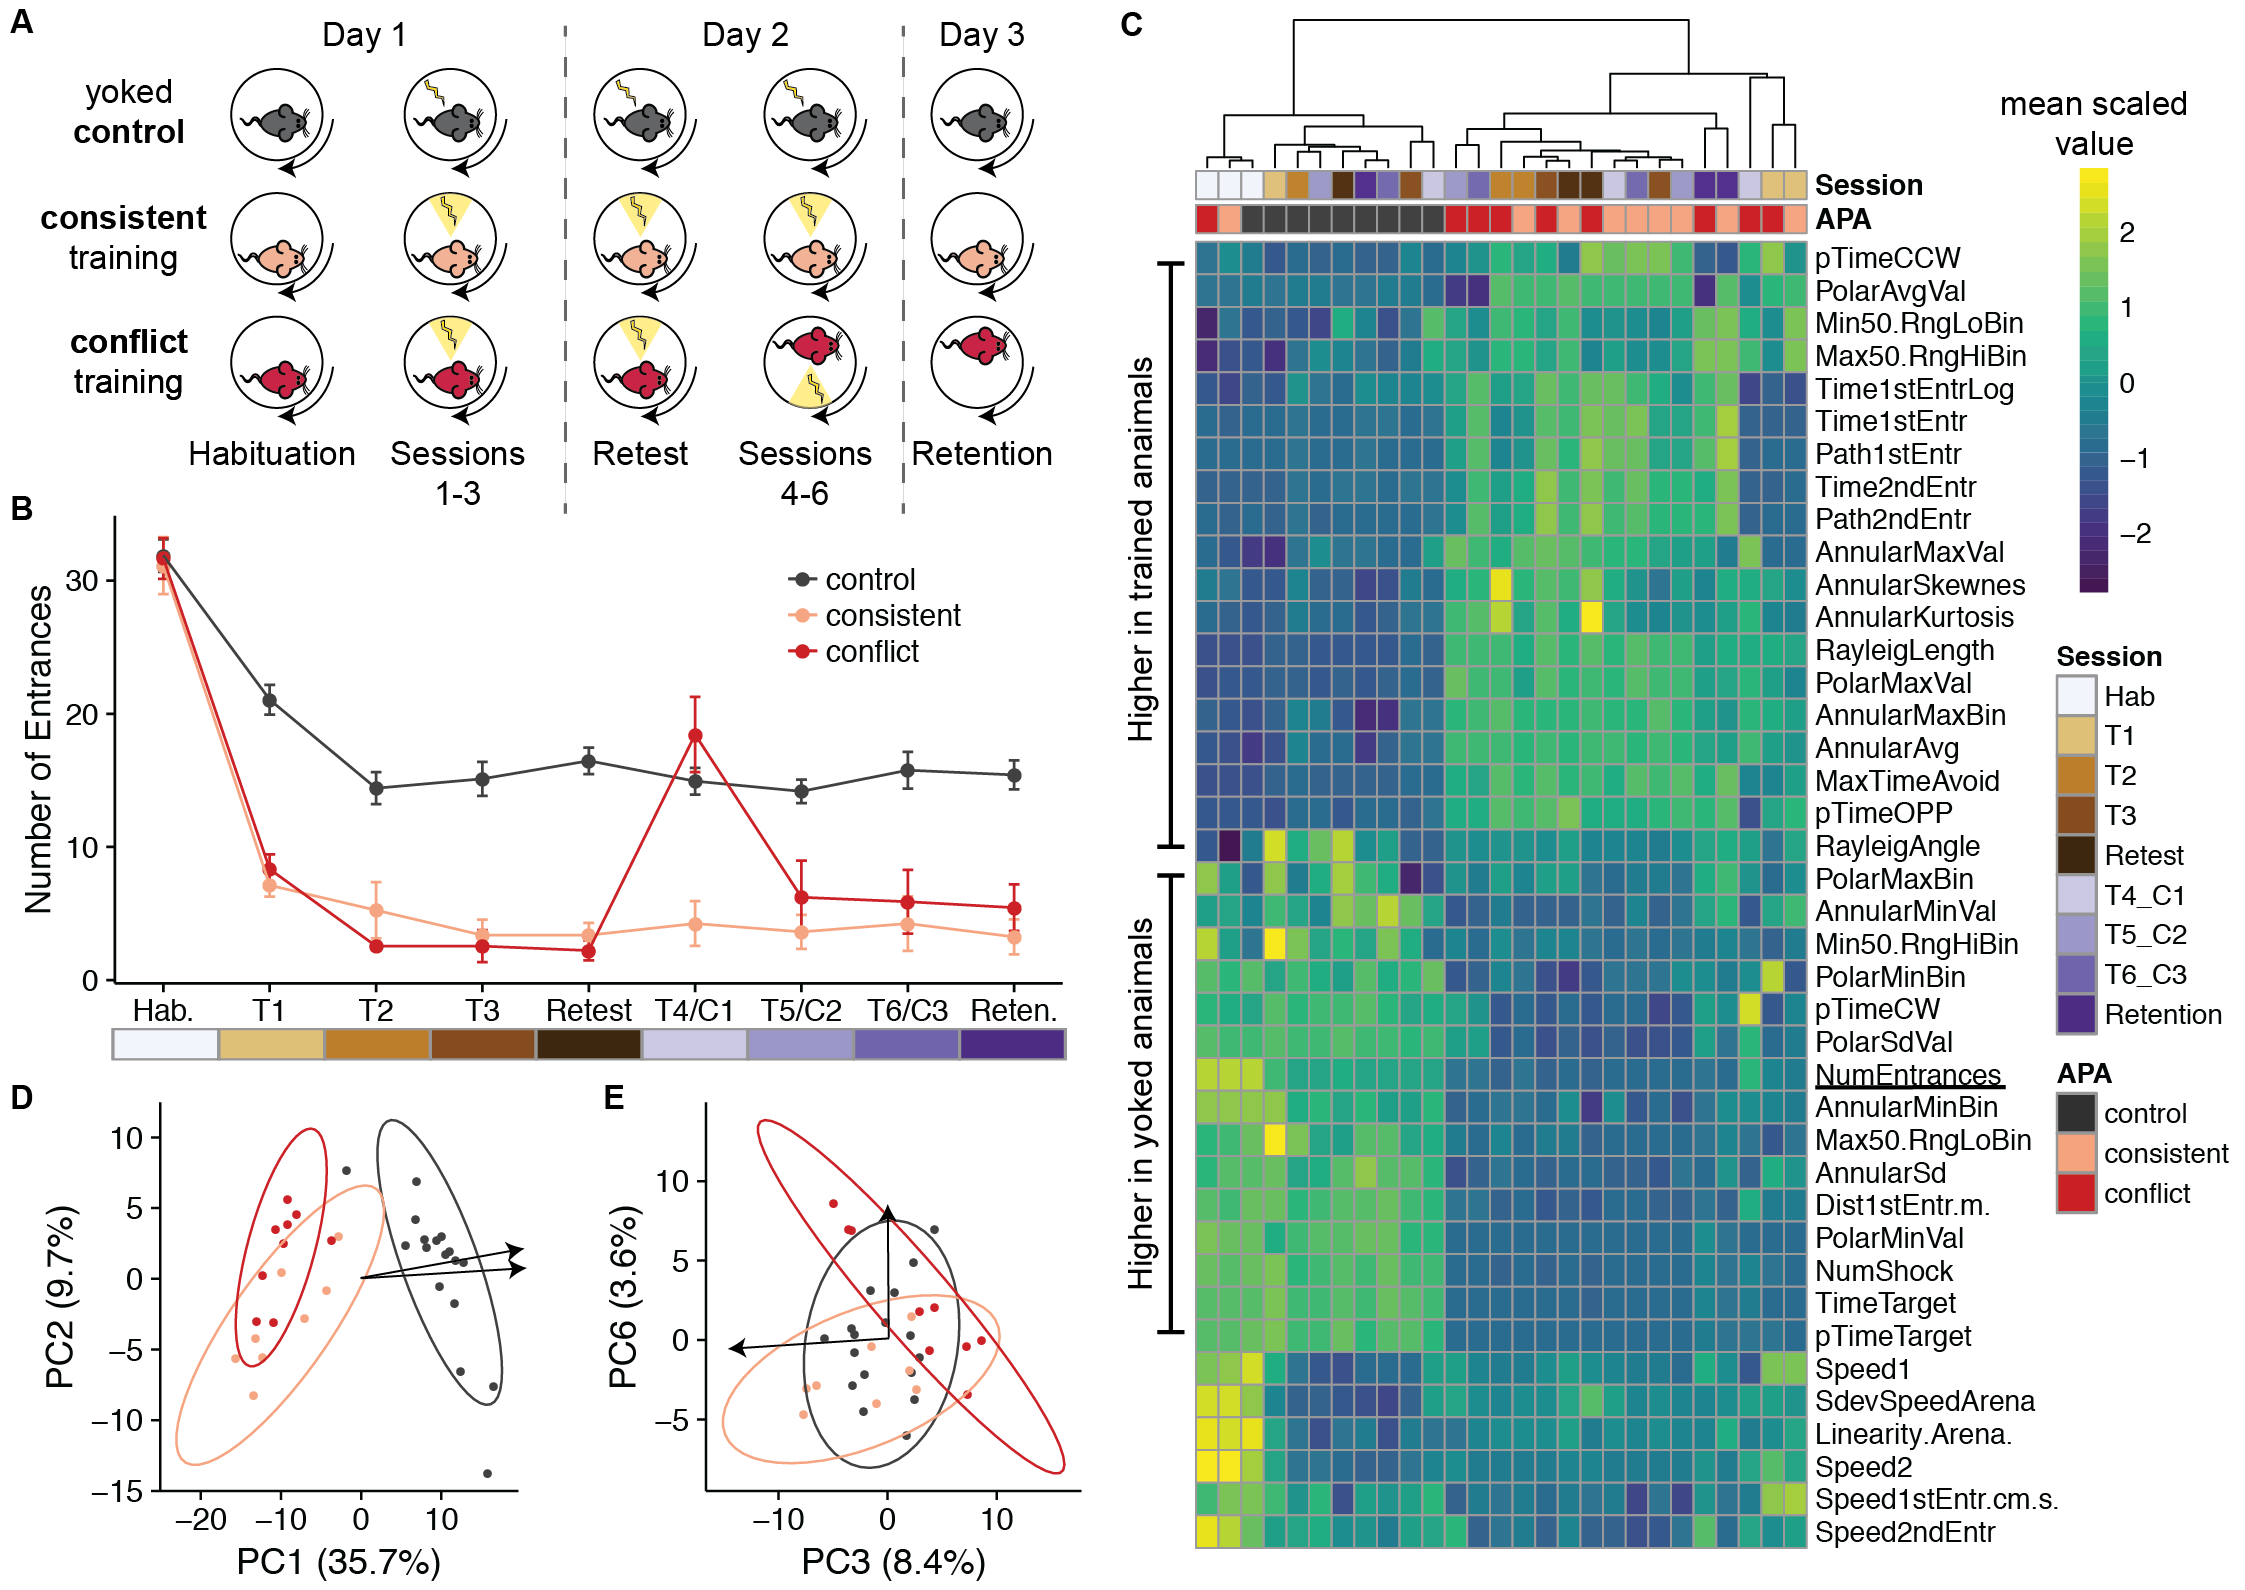 A
Day 1
Day 2
Day 3
yoked
control
consistent
training
conflict
training
Habituation
Sessions
1-3
Retest
Sessions
4-6
Retention
B
Number of Entrances
30
20
10
0
control
consistent
conflict
Hab.
T1
T2
T3
Retest
T4/C1
T5/C2
T6/C3
Reten.
C
Session
APA
Higher in trained anaimals
Higher in yoked anaimals
pTimeCCW
PolarAvgVal
Min50.RngLoBin
Max50.RngHiBin
Time1stEntrLog
Time1stEntr
Path1stEntr
Time2ndEntr
Path2ndEntr
AnnularMaxVal
AnnularSkewnes
AnnularKurtosis
RayleigLength
PolarMaxVal
AnnularMaxBin
AnnularAvg
MaxTimeAvoid
pTimeOPP
RayleigAngle
PolarMaxBin
AnnularMinVal
Min50.RngHiBin
PolarMinBin
pTimeCW
PolarSdVal
NumEntrances
AnnularMinBin
Max50.RngLoBin
AnnularSd
Dist1stEntr.m.
PolarMinVal
NumShock
TimeTarget
pTimeTarget
Speed1
SdevSpeedArena
Linearity.Arena.
Speed2
Speed1stEntr.cm.s.
Speed2ndEntr
mean scaled
value
2
1
0
−1
−2
Session
Hab
T1
T2
T3
Retest
T4_C1
T5_C2
T6_C3
Retention
APA
control
consistent
conflict
D
PC2 (9.7%)
10
5
0
−5
−10
−15
−20
−10
0
10
PC1 (35.7%)
E
PC6 (3.6%)
10
5
0
−5
−10
0
10
PC3 (8.4%)